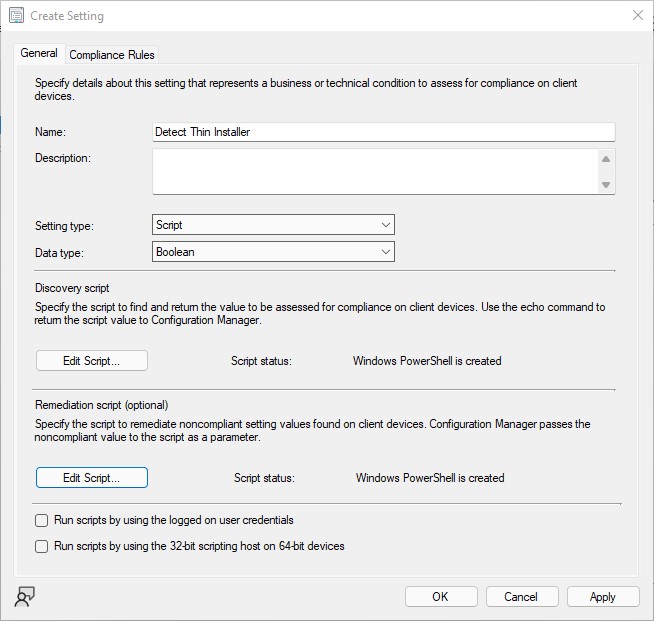 Create Setting
General
Compliance Rules
Specify details about this setting that represents a business or technical condition to assess for compliance on client
devices.
Name:
Detect Thin Installer
Description:
Setting type:
Script
Data type:
Boolean
Discovery script
Specify the script to find and return the value to be assessed for compliance on client devices. Use the echo command to
return the script value to Configuration Manager.
Edit Script...
Script status:
Windows PowerShell is created
Remediation script (optional)
Specify the script to remediate noncompliant setting values found on client devices. Configuration Manager passes the
noncompliant value to the script as a parameter.
Edit Script...
Script status:
Windows PowerShell is created
Run scripts by using the logged on user credentials
Run scripts by using the 32-bit scripting host on 64-bit devices
OK
Cancel
Apply